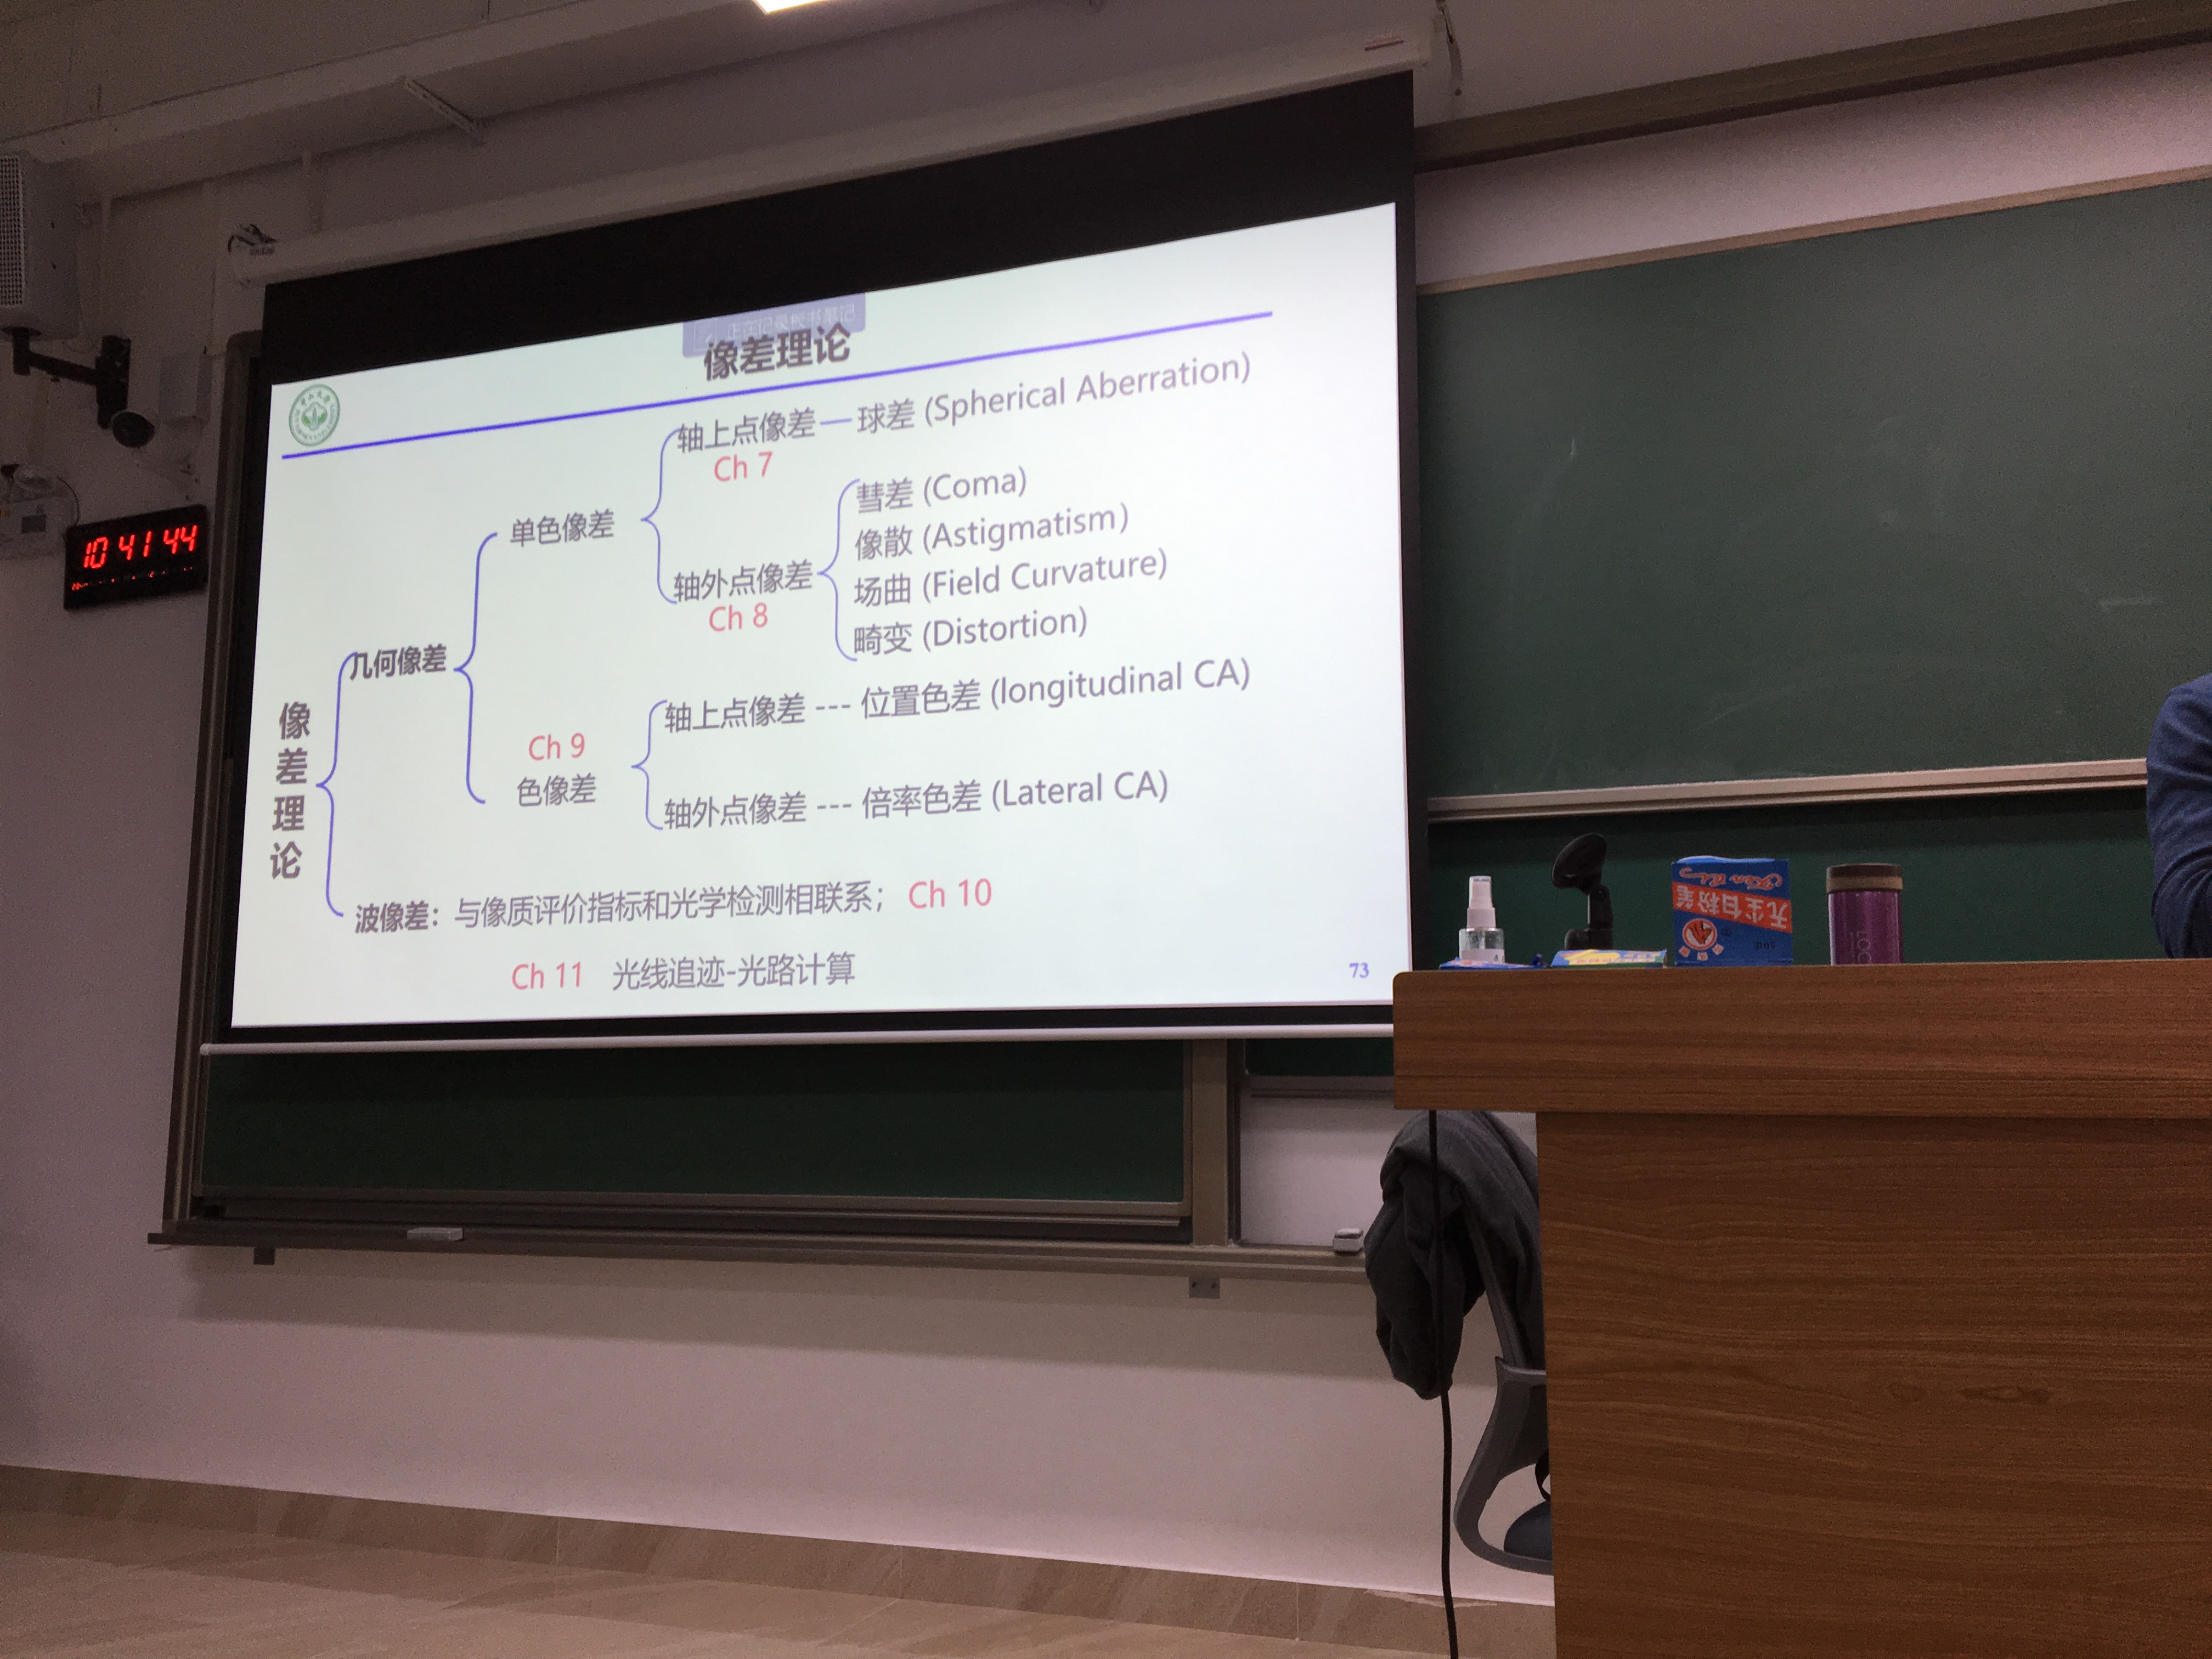 像差理论
轴上点像差 — 球差 (Spherical Aberration)
Ch 7
单色像差
彗差 (Coma)
像散 (Astigmatism)
轴外点像差
Ch 8
场曲 (Field Curvature)
畸变 (Distortion)
几何像差
像差理论
轴上点像差 --- 位置色差 (longitudinal CA)
Ch 9
色像差
轴外点像差 --- 倍率色差 (Lateral CA)
波像差：与像质评价指标和光学检测相联系； Ch 10
Ch 11 光线追迹-光路计算
73
10 41 44
无尘白粉笔